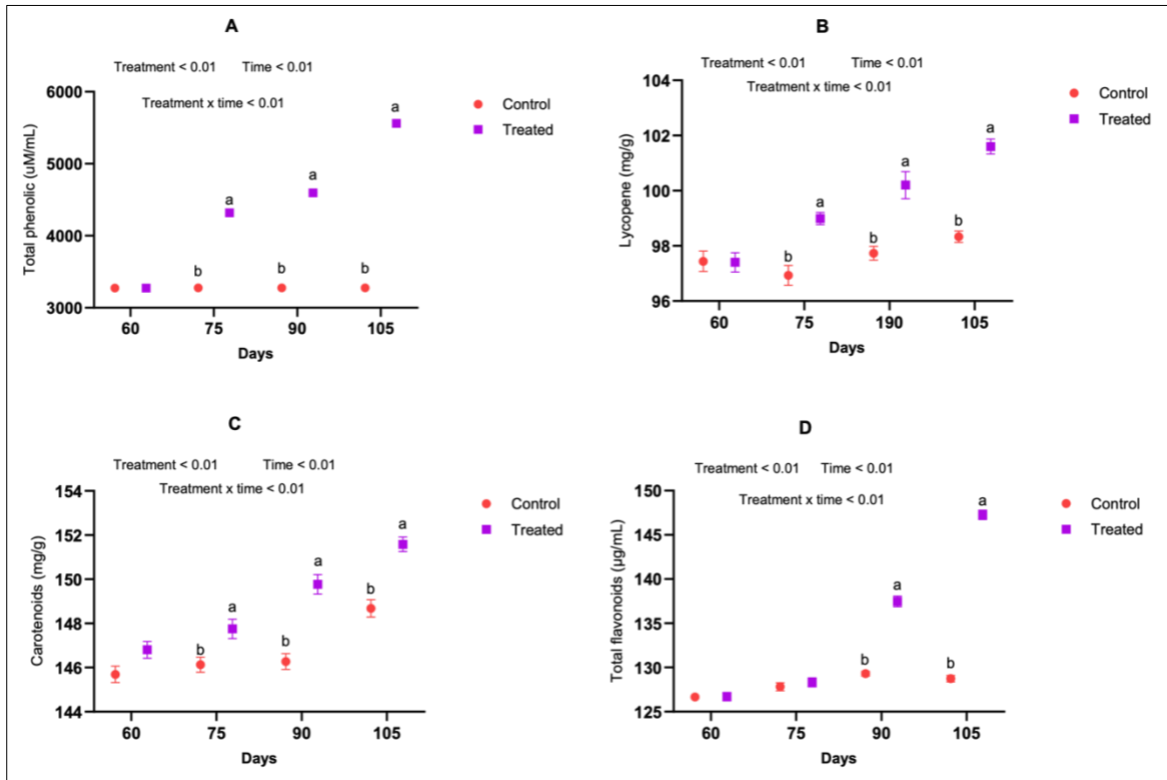 A
Treatment < 0.01 Time < 0.01
Treatment x time < 0.01
6000
5000
4000
3000
Total phenolic (uM/mL)
a
a
a
b
b
b
60 75 90 105
Days
Control
Treated
B
Treatment < 0.01 Time < 0.01
Treatment x time < 0.01
104
102
100
98
96
Lycopene (mg/g)
a
a
a
b
b
b
60 75 190 105
Days
Control
Treated
C
Treatment < 0.01 Time < 0.01
Treatment x time < 0.01
154
152
150
148
146
144
Carotenoids (mg/g)
a
a
a
b
b
b
60 75 90 105
Days
Control
Treated
D
Treatment < 0.01 Time < 0.01
Treatment x time < 0.01
150
145
140
135
130
125
Total flavonoids (µg/mL)
a
a
b
b
60 75 90 105
Days
Control
Treated